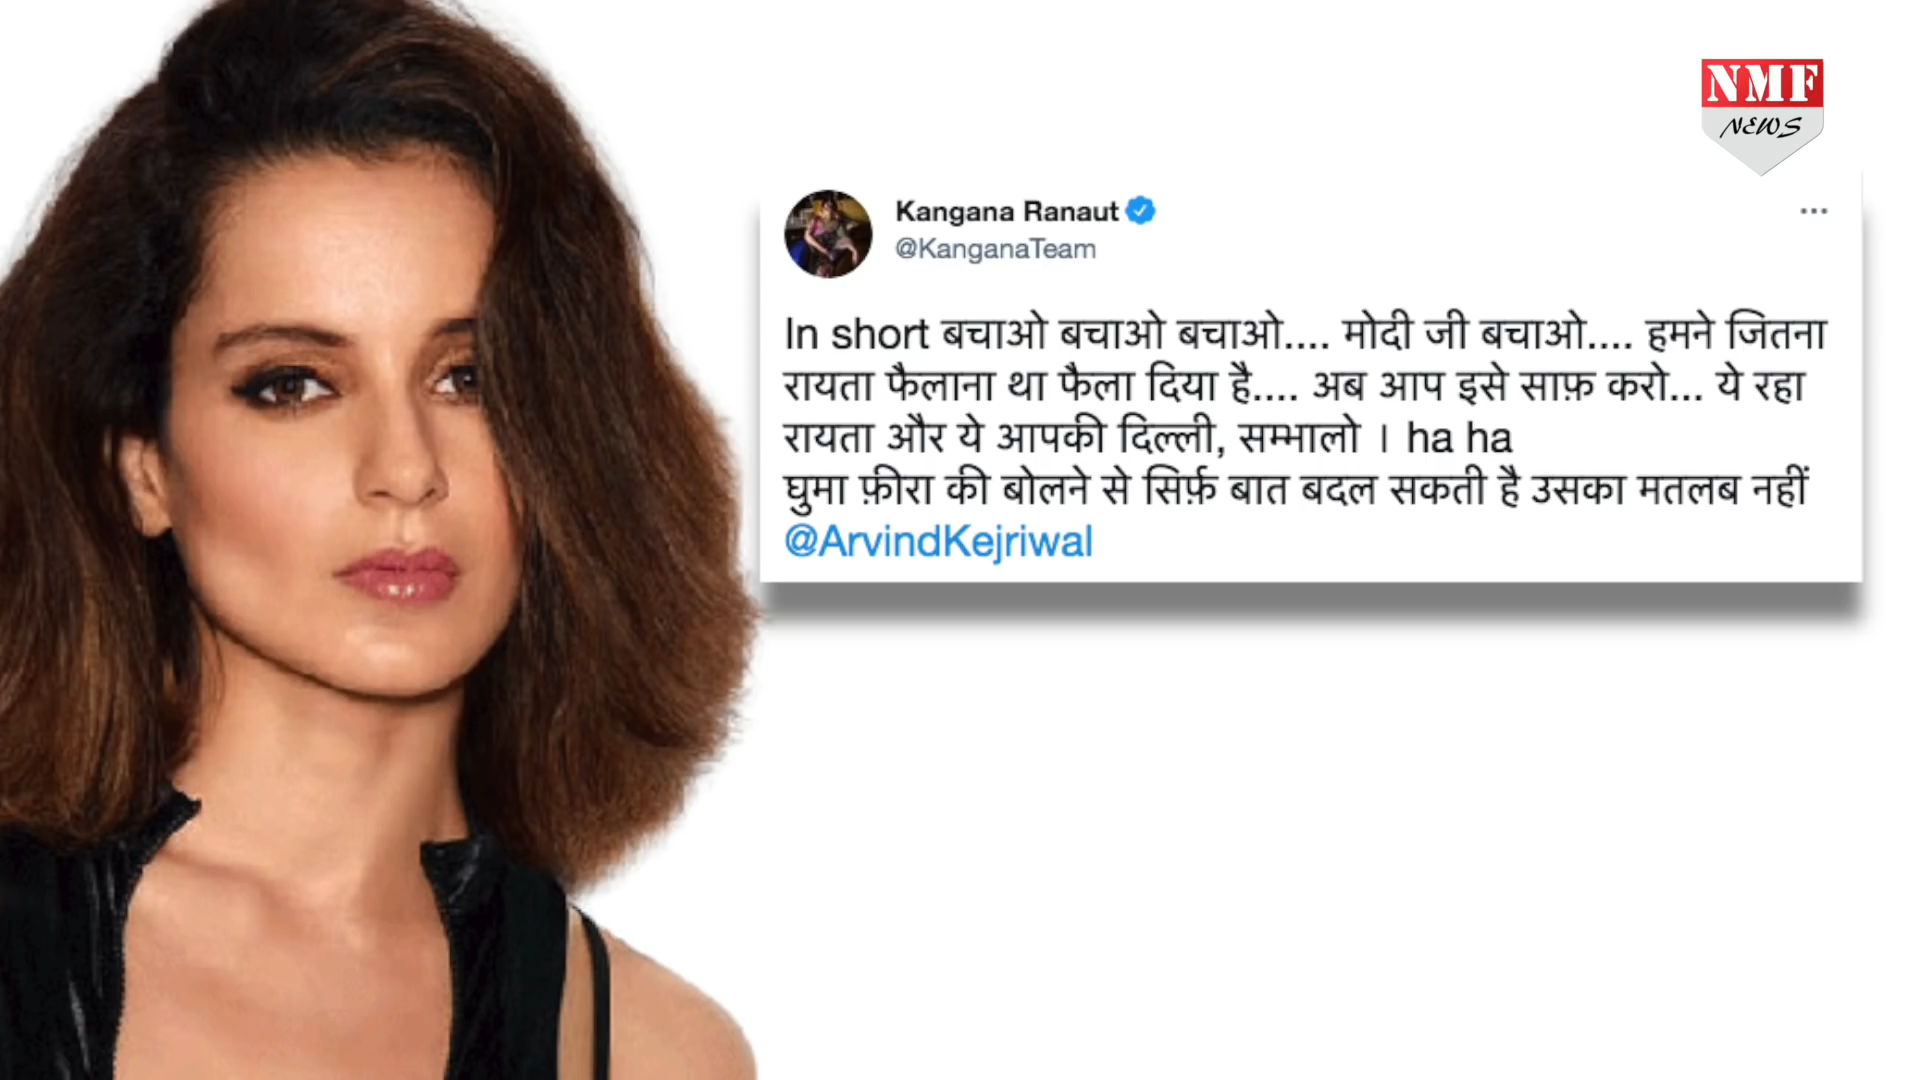 NMF
NEWS
Kangana Ranaut
@KanganaTeam
In short बचाओ बचाओ बचाओ.... मोदी जी बचाओ.... हमने जितना
रायता फैलाना था फैला दिया है.... अब आप इसे साफ़ करो... ये रहा
रायता और ये आपकी दिल्ली, सम्भालो । ha ha
घुमा फ़ीरा की बोलने से सिर्फ़ बात बदल सकती है उसका मतलब नहीं
@ArvindKejriwal